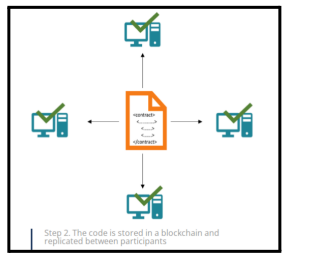 <contract>
<............>
<......>
<......>
</contract>
Step 2. The code is stored in a blockchain and
replicated between participants